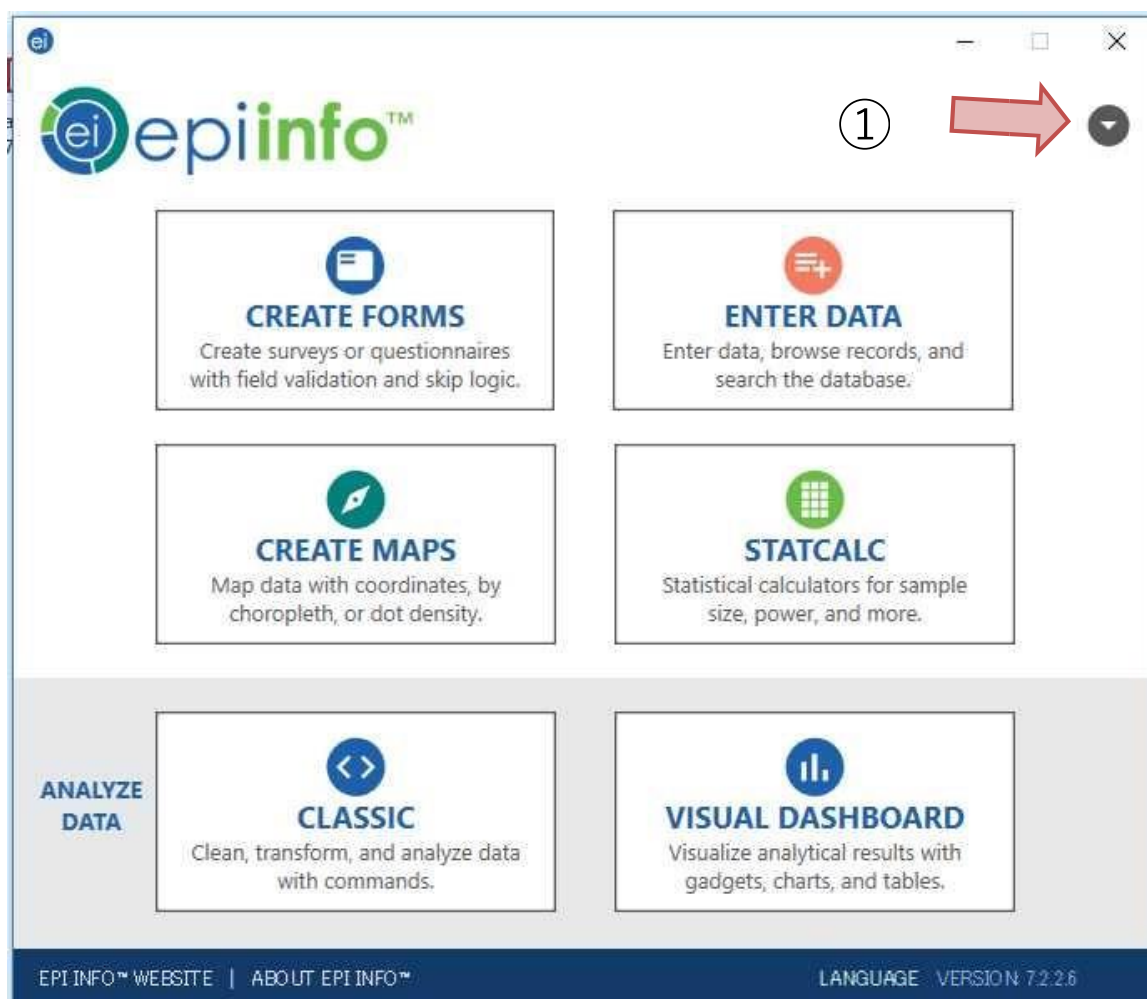 ei
ei epiinfo™
①
CREATE FORMS
Create surveys or questionnaires
with field validation and skip logic.
ENTER DATA
Enter data, browse records, and
search the database.
CREATE MAPS
Map data with coordinates, by
choropleth, or dot density.
STATCALC
Statistical calculators for sample
size, power, and more.
ANALYZE
DATA
CLASSIC
Clean, transform, and analyze data
with commands.
VISUAL DASHBOARD
Visualize analytical results with
gadgets, charts, and tables.
EPI INFO™ WEBSITE | ABOUT EPI INFO™
LANGUAGE VERSION 7.2.2.6